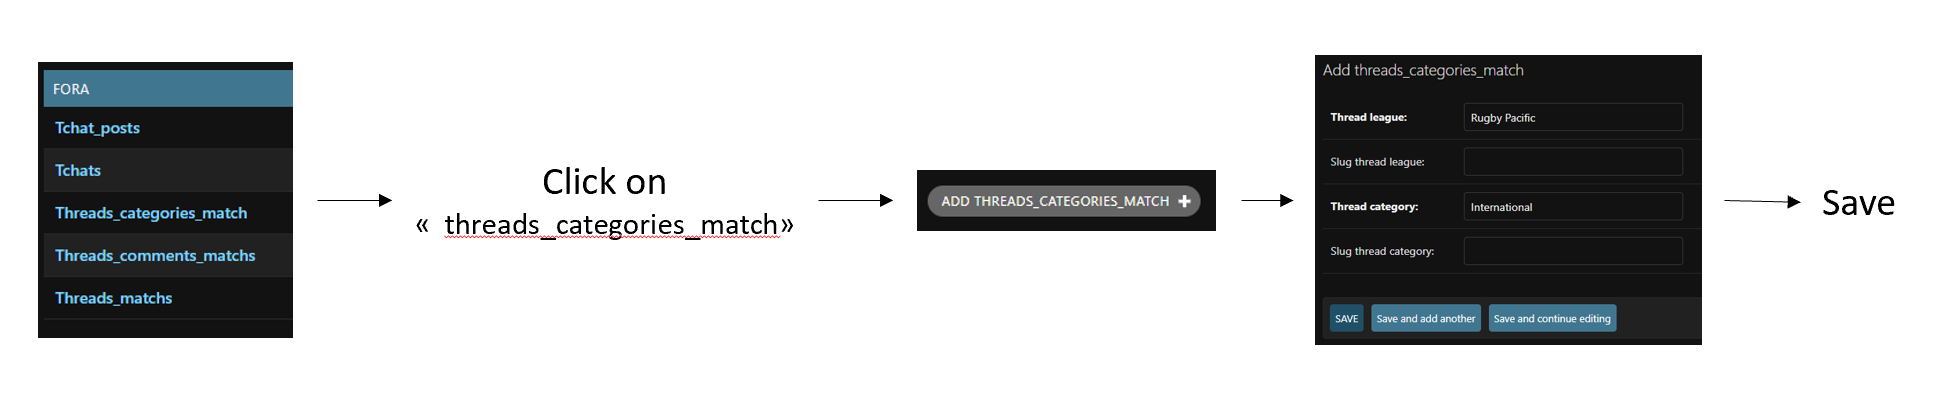 FORA
Tchat_posts
Tchats
Threads_categories_match
Threads_comments_matchs
Threads_matchs
Click on
« threads_categories_match»
ADD THREADS_CATEGORIES_MATCH +
Add threads_categories_match
Thread league: Rugby Pacific
Slug thread league:
Thread category: International
Slug thread category:
SAVE Save and add another Save and continue editing
Save